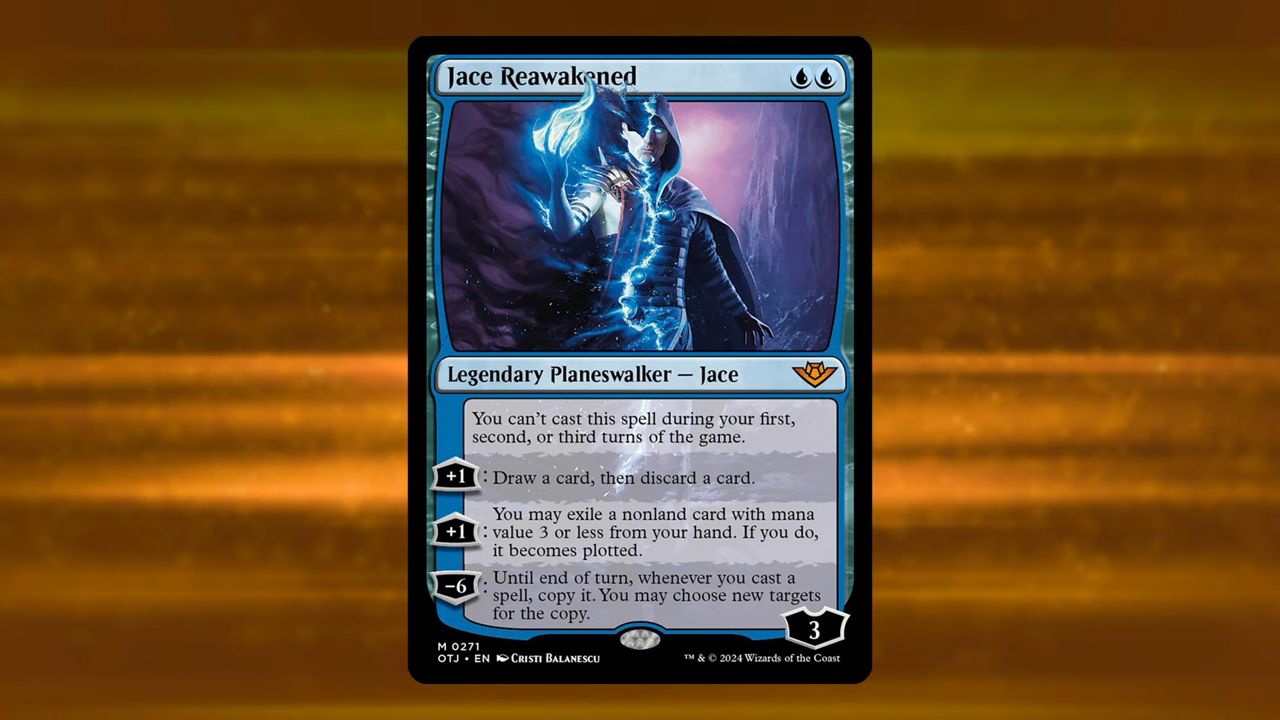 Jace Reawakened
Legendary Planeswalker — Jace
You can't cast this spell during your first,
second, or third turns of the game.
+1: Draw a card, then discard a card.
You may exile a nonland card with mana
+1: value 3 or less from your hand. If you do,
it becomes plotted.
−6: Until end of turn, whenever you cast a
spell, copy it. You may choose new targets
for the copy.
3
M 0271
OTJ • EN Cristi Balanescu
™ & © 2024 Wizards of the Coast